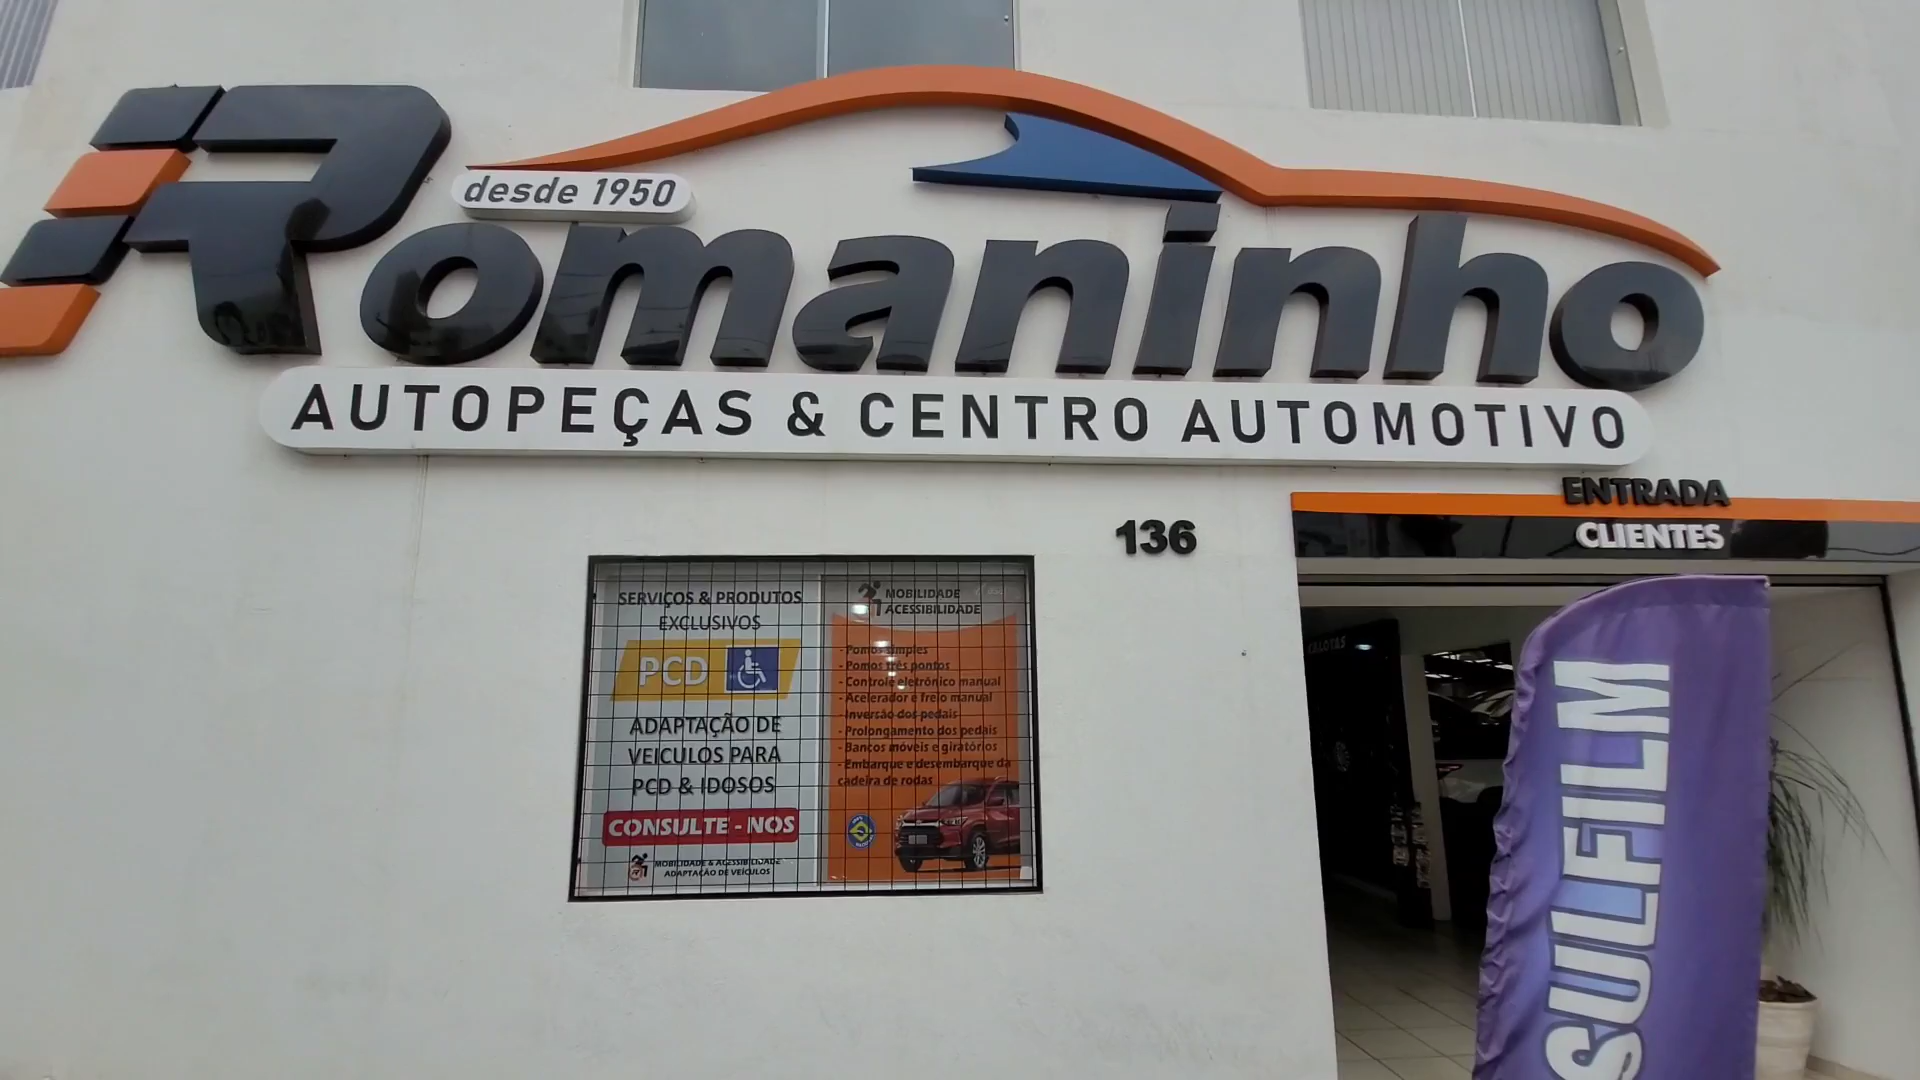 desde 1950
Romaninho
AUTOPEÇAS & CENTRO AUTOMOTIVO
136
ENTRADA
CLIENTES
SERVIÇOS & PRODUTOS
EXCLUSIVOS
PCD
ADAPTAÇÃO DE
VEICULOS PARA
PCD & IDOSOS
CONSULTE - NOS
MOBILIDADE & ACESSIBILIDADE
ADAPTAÇÃO DE VEÍCULOS
MOBILIDADE
ACESSIBILIDADE
- Pomos simples
- Pomos três pontos
- Controle eletrônico manual
- Acelerador e freio manual
- Inversão dos pedais
- Prolongamento dos pedais
- Bancos móveis e giratórios
- Embarque e desembarque da
cadeira de rodas
CALOTAS
SULFILM